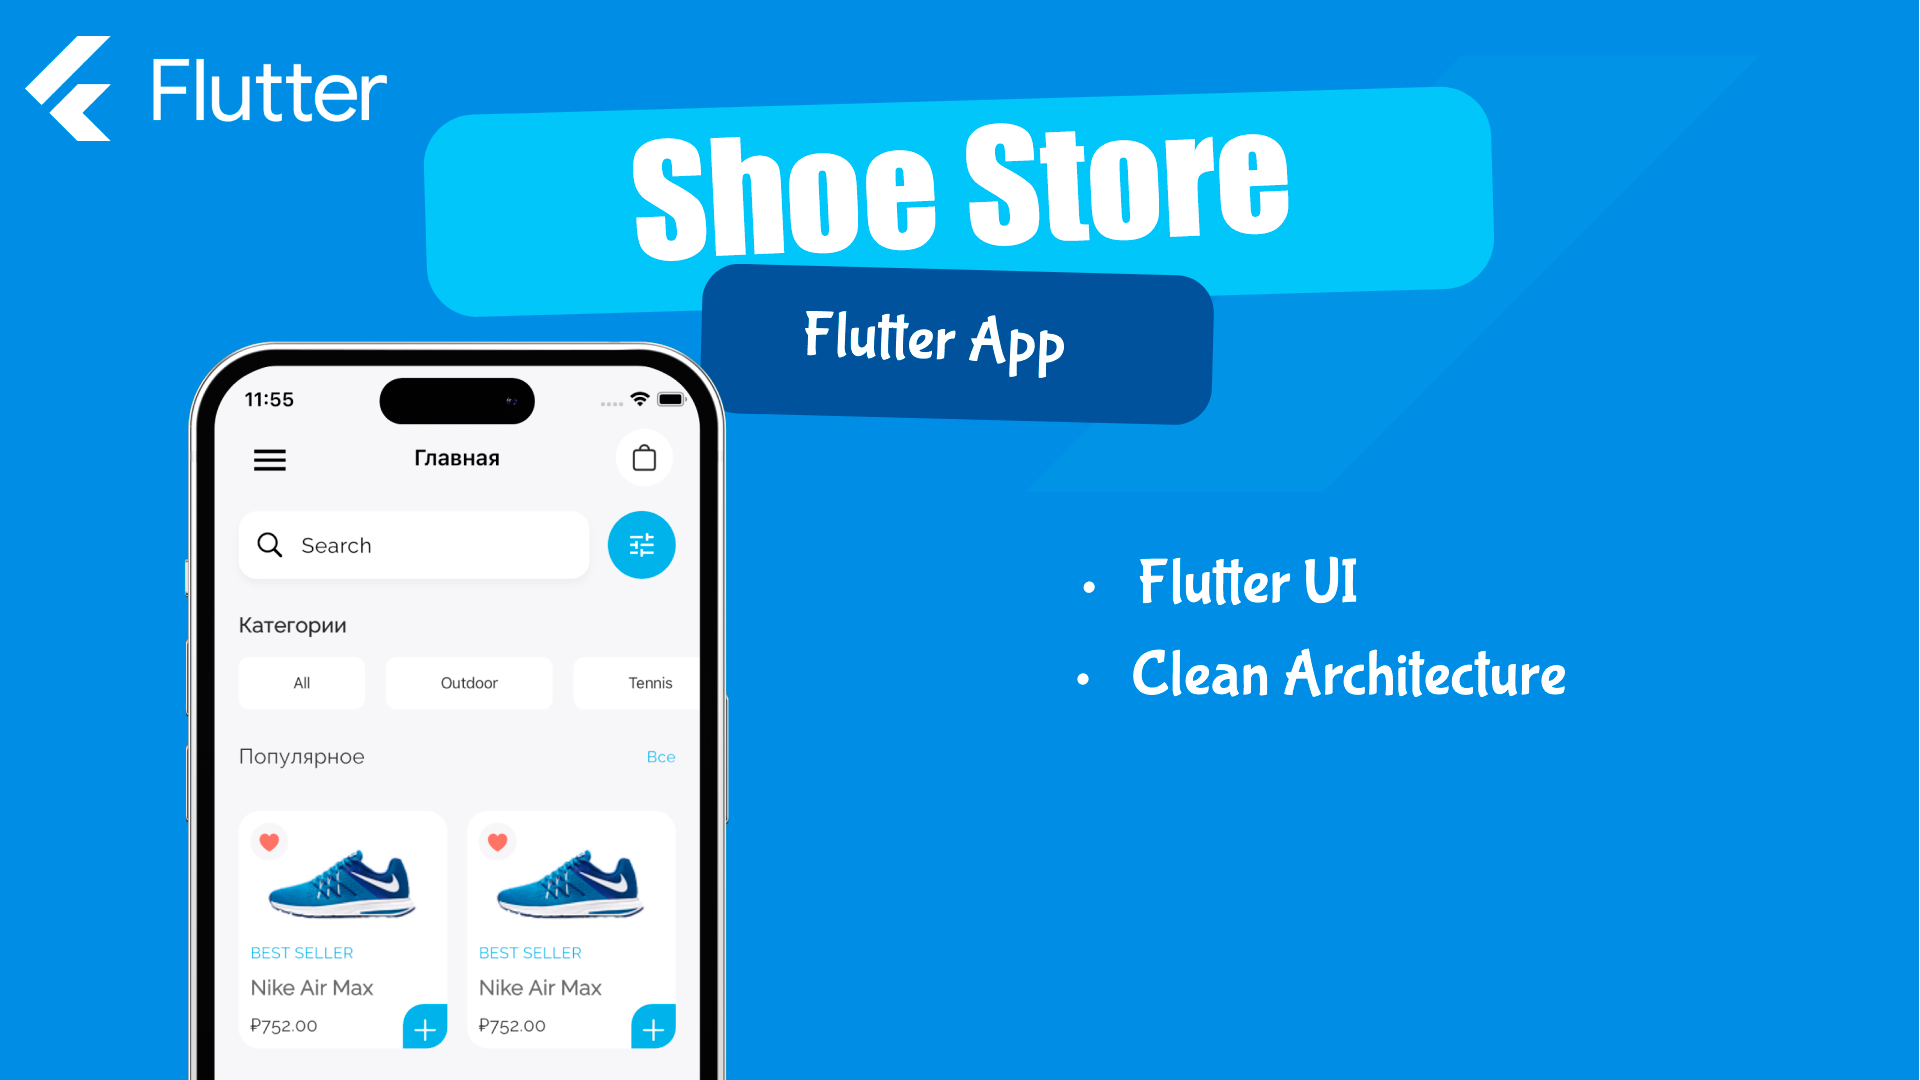 Flutter
Shoe Store
Flutter App
11:55
Главная
Search
Категории
All
Outdoor
Tennis
Популярное
Все
BEST SELLER
Nike Air Max
₽752.00
BEST SELLER
Nike Air Max
₽752.00
• Flutter UI
• Clean Architecture